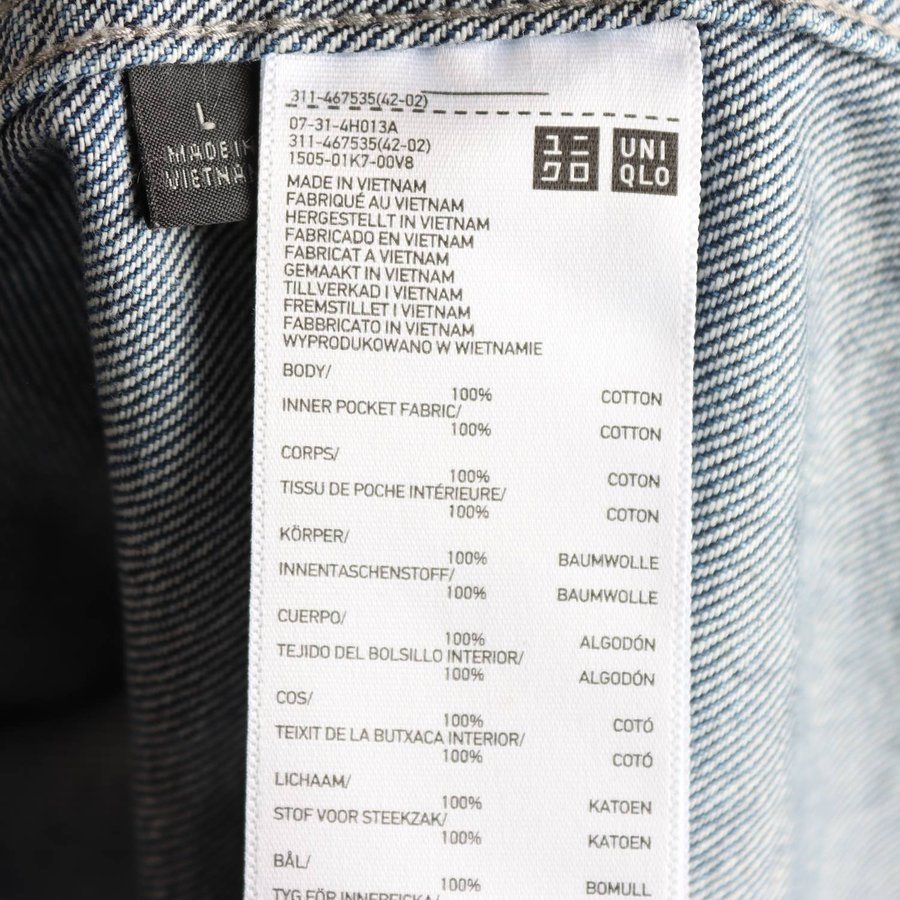 L
MADE IN
VIETNA
311-467535(42-02)
07-31-4H013A
311-467535(42-02)
1505-01K7-00V8
ユニ
クロ
UNI
QLO
MADE IN VIETNAM
FABRIQUÉ AU VIETNAM
HERGESTELLT IN VIETNAM
FABRICADO EN VIETNAM
FABRICAT A VIETNAM
GEMAAKT IN VIETNAM
TILLVERKAD I VIETNAM
FREMSTILLET I VIETNAM
FABBRICATO IN VIETNAM
WYPRODUKOWANO W WIETNAMIE
BODY/
100% COTTON
INNER POCKET FABRIC/
100% COTTON
CORPS/
100% COTON
TISSU DE POCHE INTÉRIEURE/
100% COTON
KÖRPER/
100% BAUMWOLLE
INNENTASCHENSTOFF/
100% BAUMWOLLE
CUERPO/
100% ALGODÓN
TEJIDO DEL BOLSILLO INTERIOR/
100% ALGODÓN
COS/
100% COTÓ
TEIXIT DE LA BUTXACA INTERIOR/
100% COTÓ
LICHAAM/
100% KATOEN
STOF VOOR STEEKZAK/
100% KATOEN
BÅL/
100% BOMULL
TYG FÖR INNERFICKA/